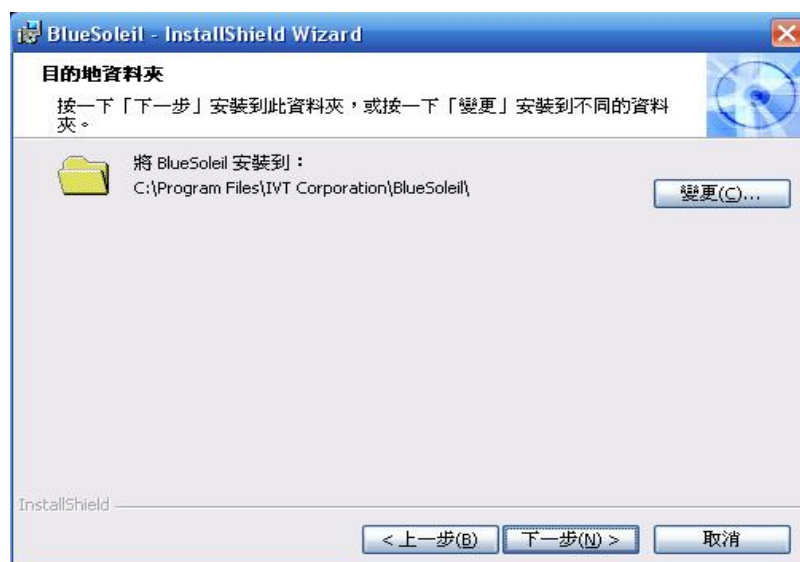 BlueSoleil - InstallShield Wizard
目的地資料夾
按一下「下一步」安裝到此資料夾，或按一下「變更」安裝到不同的資料
夾。
將 BlueSoleil 安裝到：
C:\Program Files\IVT Corporation\BlueSoleil\
變更(C)...
InstallShield
< 上一步(B)
下一步(N) >
取消